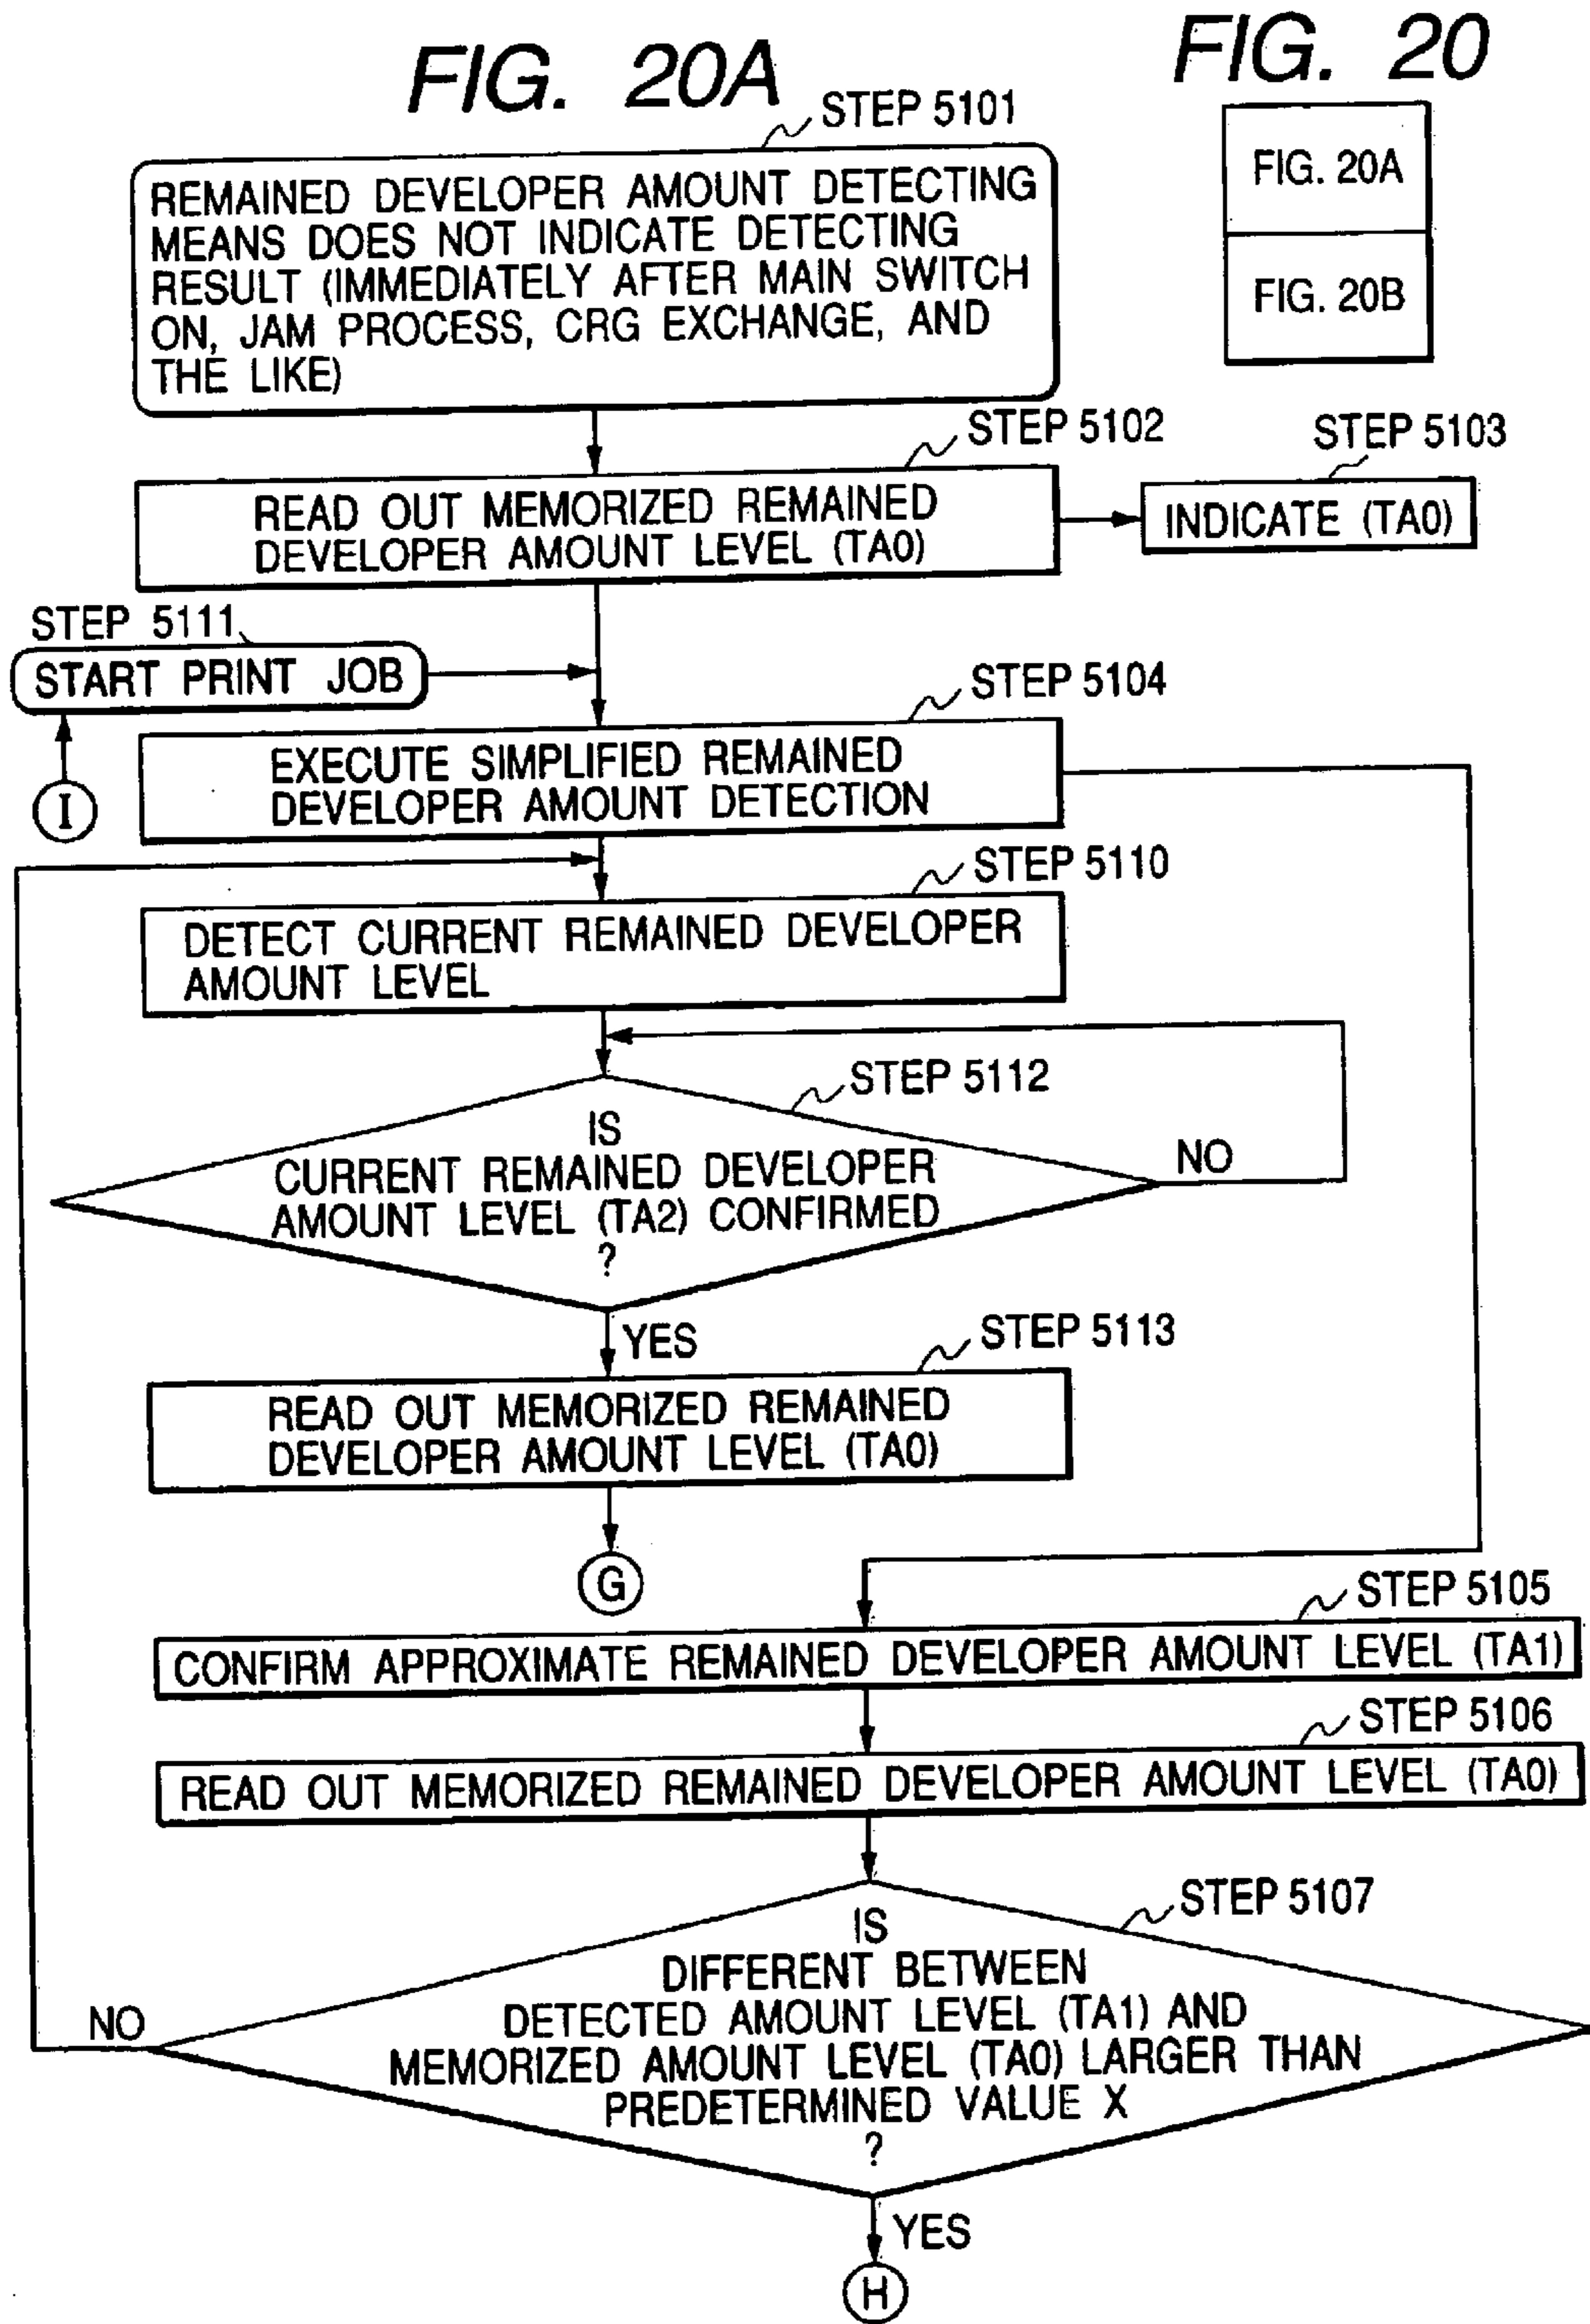 FIG. 20A
FIG. 20
FIG. 20A
FIG. 20B
STEP 5101
REMAINED DEVELOPER AMOUNT DETECTING
MEANS DOES NOT INDICATE DETECTING
RESULT (IMMEDIATELY AFTER MAIN SWITCH
ON, JAM PROCESS, CRG EXCHANGE, AND
THE LIKE)
STEP 5102
READ OUT MEMORIZED REMAINED
DEVELOPER AMOUNT LEVEL (TA0)
STEP 5103
INDICATE (TA0)
STEP 5111
START PRINT JOB
I
STEP 5104
EXECUTE SIMPLIFIED REMAINED
DEVELOPER AMOUNT DETECTION
STEP 5110
DETECT CURRENT REMAINED DEVELOPER
AMOUNT LEVEL
STEP 5112
IS
CURRENT REMAINED DEVELOPER
AMOUNT LEVEL (TA2) CONFIRMED
?
NO
YES
STEP 5113
READ OUT MEMORIZED REMAINED
DEVELOPER AMOUNT LEVEL (TA0)
G
STEP 5105
CONFIRM APPROXIMATE REMAINED DEVELOPER AMOUNT LEVEL (TA1)
STEP 5106
READ OUT MEMORIZED REMAINED DEVELOPER AMOUNT LEVEL (TA0)
STEP 5107
IS
DIFFERENT BETWEEN
DETECTED AMOUNT LEVEL (TA1) AND
MEMORIZED AMOUNT LEVEL (TA0) LARGER THAN
PREDETERMINED VALUE X
?
NO
YES
H